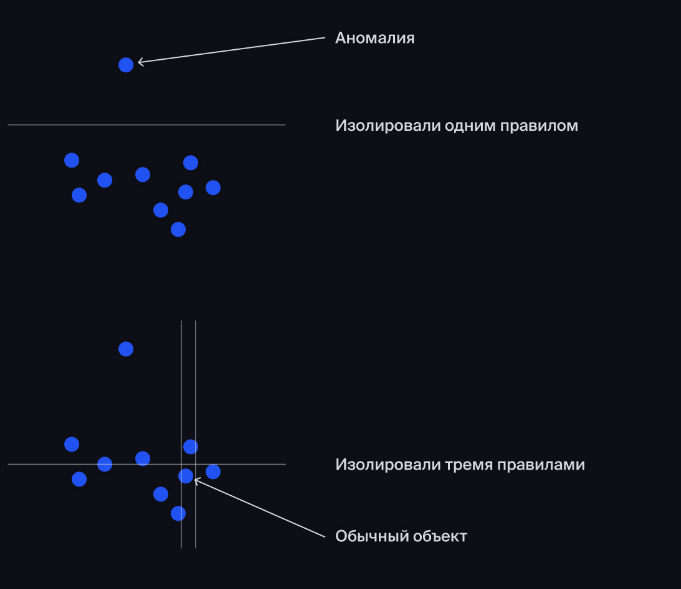 Аномалия
Изолировали одним правилом
Изолировали тремя правилами
Обычный объект